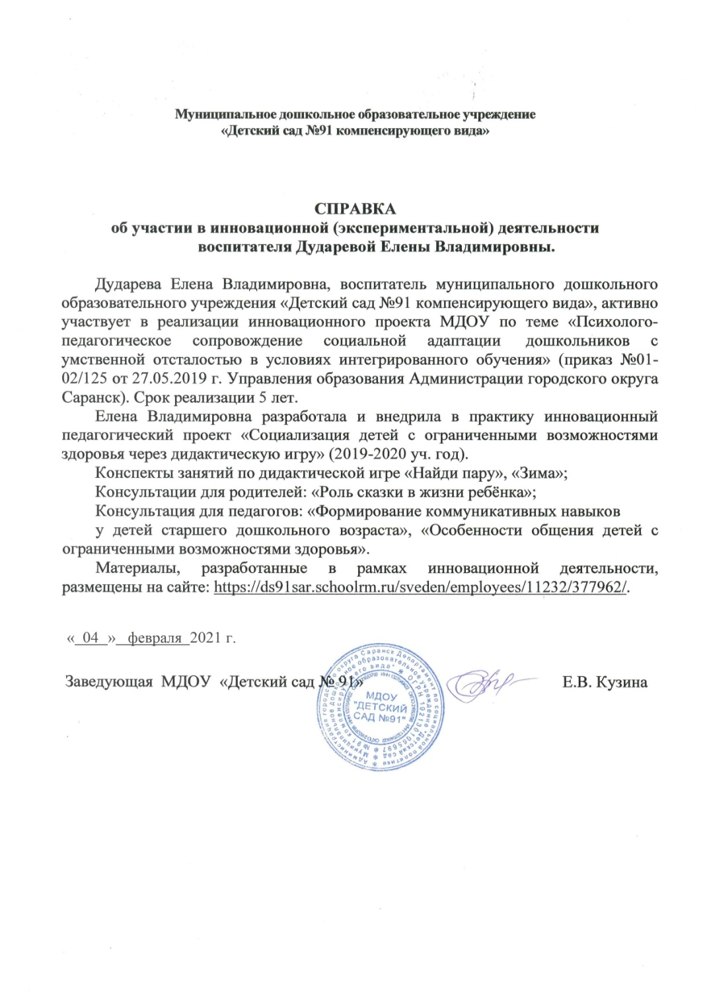 Муниципальное дошкольное образовательное учреждение
«Детский сад №91 компенсирующего вида»
СПРАВКА
об участии в инновационной (экспериментальной) деятельности
воспитателя Дударевой Елены Владимировны.
Дударева Елена Владимировна, воспитатель муниципального дошкольного
образовательного учреждения «Детский сад №91 компенсирующего вида», активно
участвует в реализации инновационного проекта МДОУ по теме «Психолого-
педагогическое сопровождение социальной адаптации дошкольников с
умственной отсталостью в условиях интегрированного обучения» (приказ №01-
02/125 от 27.05.2019 г. Управления образования Администрации городского округа
Саранск). Срок реализации 5 лет.
Елена Владимировна разработала и внедрила в практику инновационный
педагогический проект «Социализация детей с ограниченными возможностями
здоровья через дидактическую игру» (2019-2020 уч. год).
Конспекты занятий по дидактической игре «Найди пару», «Зима»;
Консультации для родителей: «Роль сказки в жизни ребёнка»;
Консультация для педагогов: «Формирование коммуникативных навыков
у детей старшего дошкольного возраста», «Особенности общения детей с
ограниченными возможностями здоровья».
Материалы, разработанные в рамках инновационной деятельности,
размещены на сайте: https://ds91sar.schoolrm.ru/sveden/employees/11232/377962/.
«_04_»_ февраля_2021 г.
Заведующая МДОУ «Детский сад № 91» Е.В. Кузина
МДОУ
"ДЕТСКИЙ
САД №91"